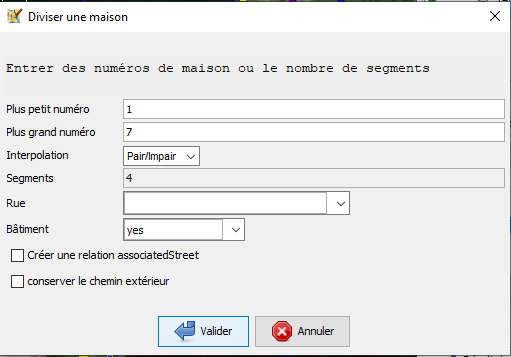 Diviser une maison
Entrer des numéros de maison ou le nombre de segments
Plus petit numéro 1
Plus grand numéro 7
Interpolation Pair/Impair
Segments 4
Rue
Bâtiment yes
Créer une relation associatedStreet
conserver le chemin extérieur
Valider Annuler